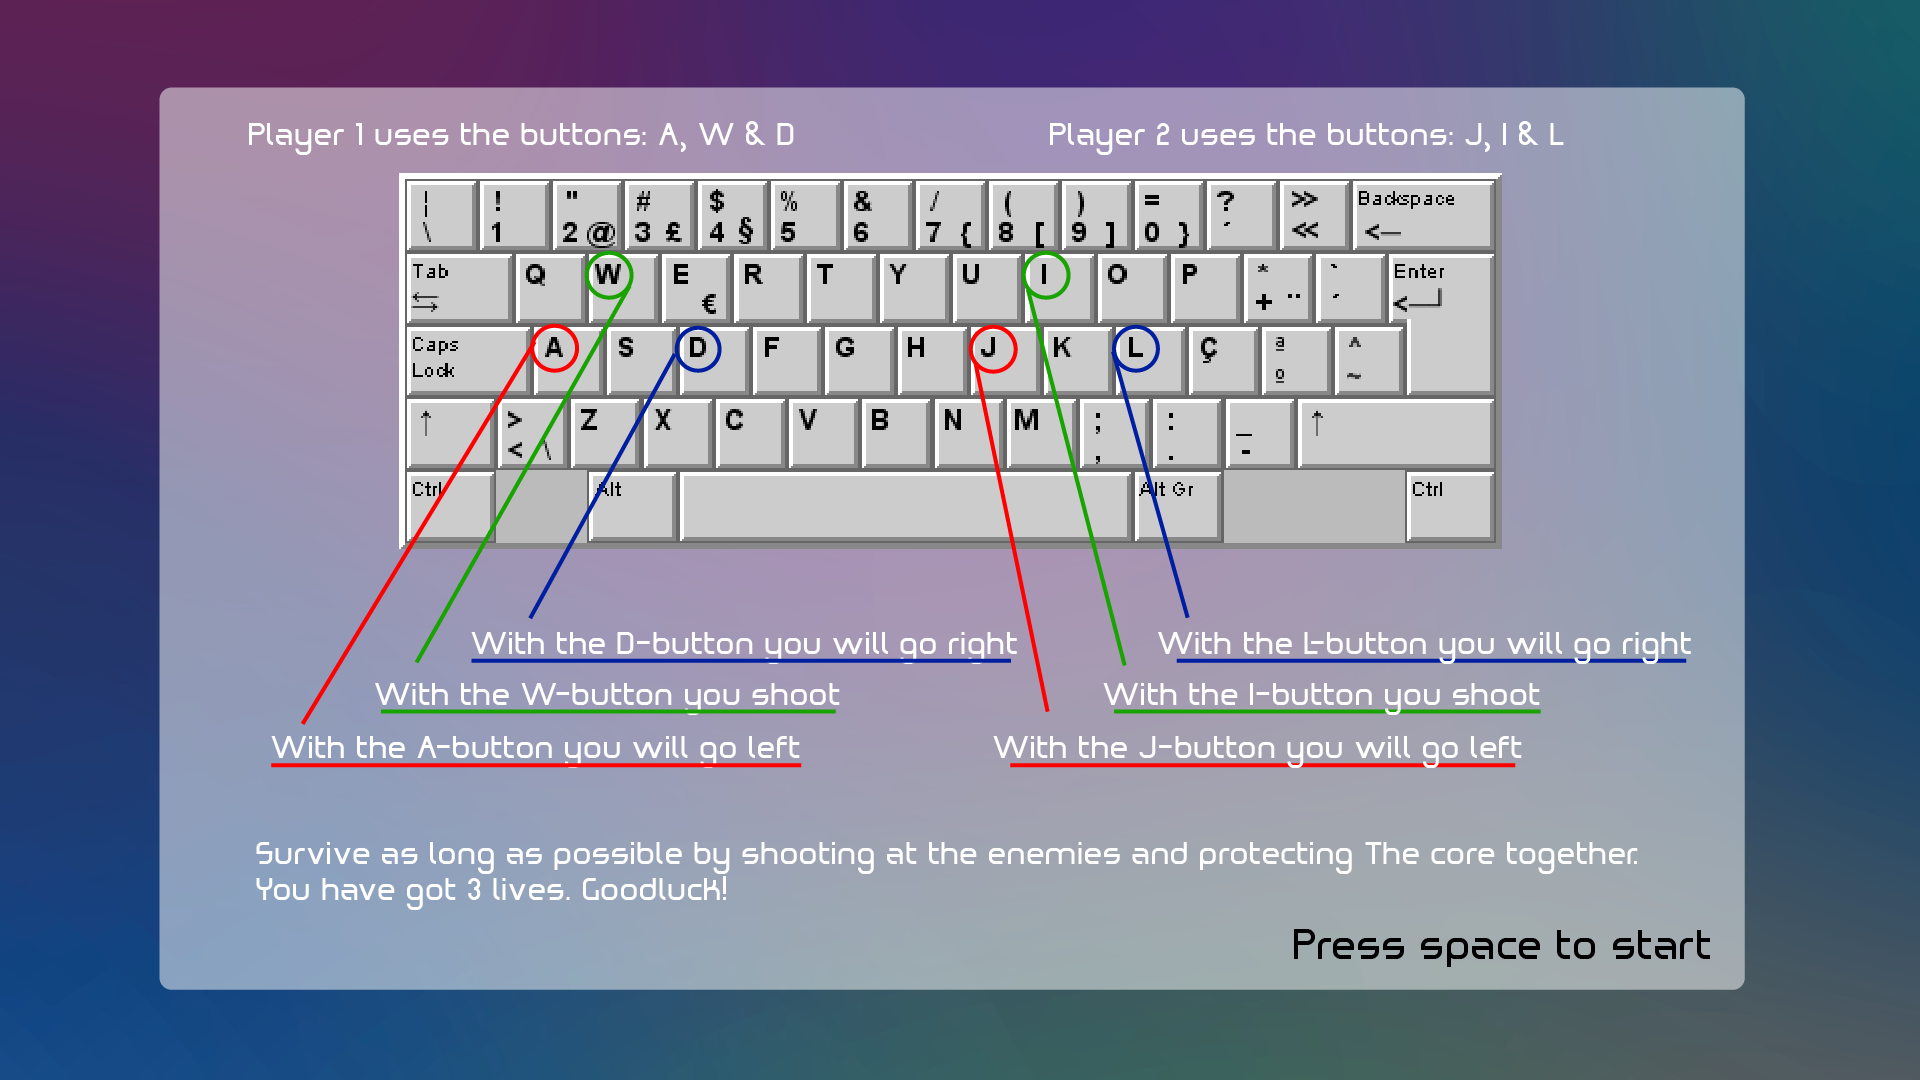 Player 1 uses the buttons: A, W & D
Player 2 uses the buttons: J, I & L
¦ ! " # $ % & / ( ) = ? >> Backspace
\ 1 2 @ 3 £ 4 § 5 6 7 { 8 [ 9 ] 0 } ´ << <—
Tab Q W E R T Y U I O P * ` Enter
€ + ¨ ´
Caps A S D F G H J K L Ç ª ^
Lock º ~
↑ > Z X C V B N M ; : _ ↑
< \ , . -
Ctrl Alt Alt Gr Ctrl
With the D-button you will go right
With the L-button you will go right
With the W-button you shoot
With the I-button you shoot
With the A-button you will go left
With the J-button you will go left
Survive as long as possible by shooting at the enemies and protecting The core together.
You have got 3 lives. Goodluck!
Press space to start